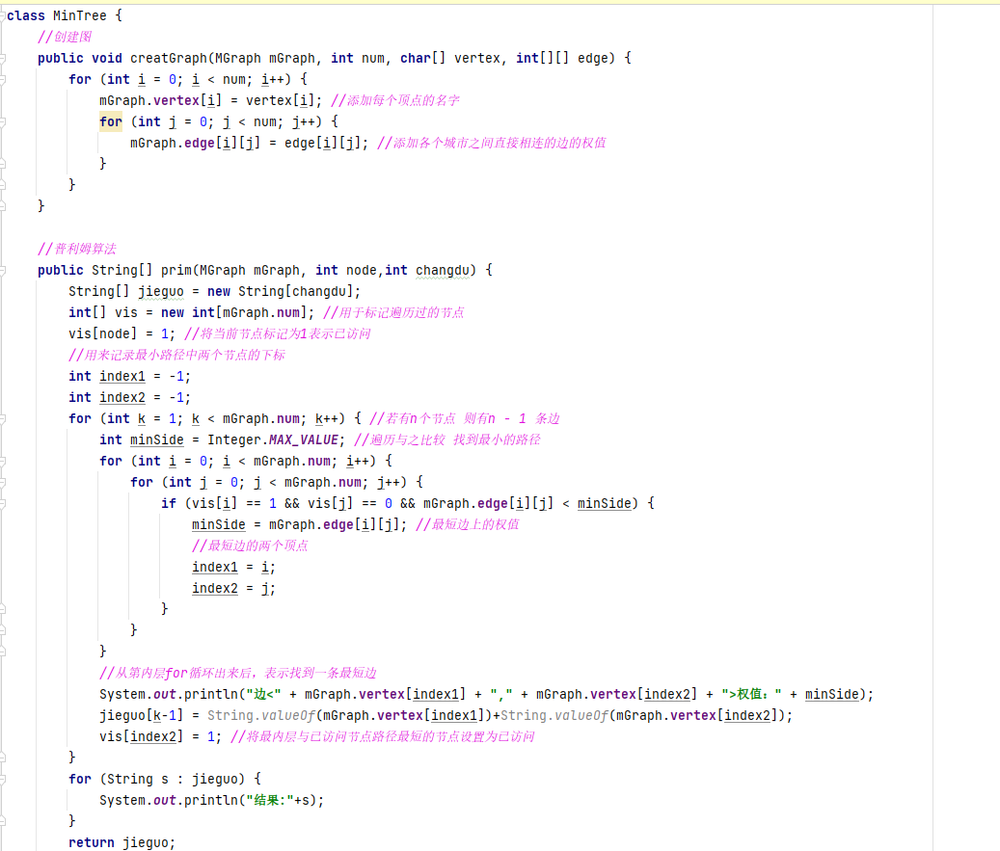 class MinTree {
//创建图
public void creatGraph(MGraph mGraph, int num, char[] vertex, int[][] edge) {
for (int i = 0; i < num; i++) {
mGraph.vertex[i] = vertex[i]; //添加每个顶点的名字
for (int j = 0; j < num; j++) {
mGraph.edge[i][j] = edge[i][j]; //添加各个城市之间直接相连的边的权值
}
}
}
//普利姆算法
public String[] prim(MGraph mGraph, int node,int changdu) {
String[] jieguo = new String[changdu];
int[] vis = new int[mGraph.num]; //用于标记遍历过的节点
vis[node] = 1; //将当前节点标记为1表示已访问
//用来记录最小路径中两个节点的下标
int index1 = -1;
int index2 = -1;
for (int k = 1; k < mGraph.num; k++) { //若有n个节点 则有n - 1 条边
int minSide = Integer.MAX_VALUE; //遍历与之比较 找到最小的路径
for (int i = 0; i < mGraph.num; i++) {
for (int j = 0; j < mGraph.num; j++) {
if (vis[i] == 1 && vis[j] == 0 && mGraph.edge[i][j] < minSide) {
minSide = mGraph.edge[i][j]; //最短边上的权值
//最短边的两个顶点
index1 = i;
index2 = j;
}
}
}
//从第内层for循环出来后，表示找到一条最短边
System.out.println("边<" + mGraph.vertex[index1] + "," + mGraph.vertex[index2] + ">权值：" + minSide);
jieguo[k-1] = String.valueOf(mGraph.vertex[index1])+String.valueOf(mGraph.vertex[index2]);
vis[index2] = 1; //将最内层与已访问节点路径最短的节点设置为已访问
}
for (String s : jieguo) {
System.out.println("结果:"+s);
}
return jieguo;